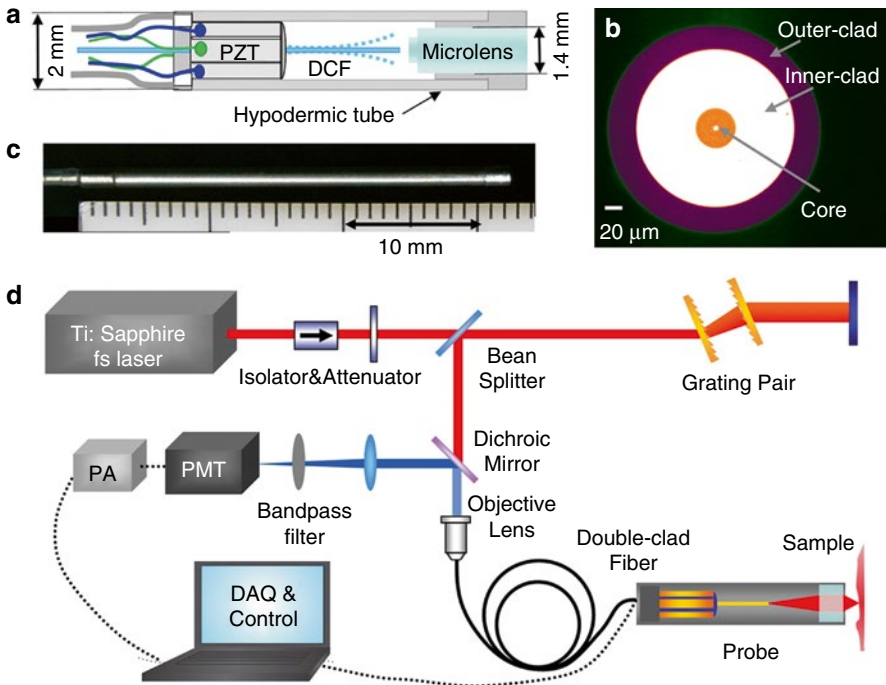 a
2 mm
PZT
DCF
Microlens
1.4 mm
Hypodermic tube
b
Outer-clad
Inner-clad
Core
20 μm
c
10 mm
d
Ti: Sapphire
fs laser
Isolator&Attenuator
Bean
Splitter
Grating Pair
PA
PMT
Bandpass
filter
Dichroic
Mirror
Objective
Lens
Double-clad
Fiber
Sample
DAQ &
Control
Probe